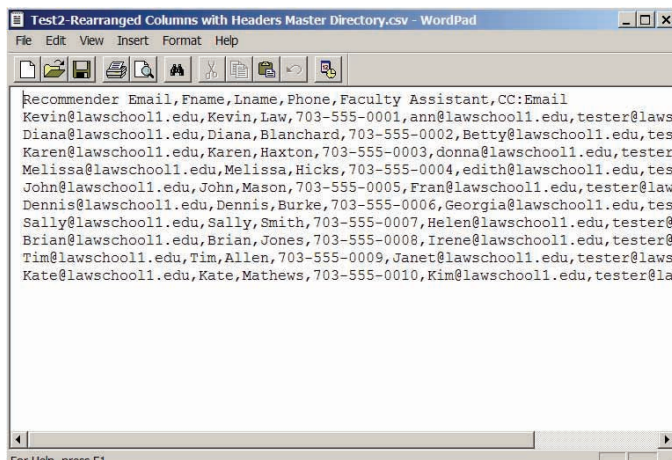 Test2-Rearranged Columns with Headers Master Directory.csv - WordPad
File Edit View Insert Format Help
Recommender Email,Fname,Lname,Phone,Faculty Assistant,CC:Email
Kevin@lawschool1.edu,Kevin,Law,703-555-0001,ann@lawschool1.edu,tester@laws
Diana@lawschool1.edu,Diana,Blanchard,703-555-0002,Betty@lawschool1.edu,tes
Karen@lawschool1.edu,Karen,Haxton,703-555-0003,donna@lawschool1.edu,tester
Melissa@lawschool1.edu,Melissa,Hicks,703-555-0004,edith@lawschool1.edu,tes
John@lawschool1.edu,John,Mason,703-555-0005,Fran@lawschool1.edu,tester@law
Dennis@lawschool1.edu,Dennis,Burke,703-555-0006,Georgia@lawschool1.edu,tes
Sally@lawschool1.edu,Sally,Smith,703-555-0007,Helen@lawschool1.edu,tester@
Brian@lawschool1.edu,Brian,Jones,703-555-0008,Irene@lawschool1.edu,tester@
Tim@lawschool1.edu,Tim,Allen,703-555-0009,Janet@lawschool1.edu,tester@laws
Kate@lawschool1.edu,Kate,Mathews,703-555-0010,Kim@lawschool1.edu,tester@la
For Help, press F1